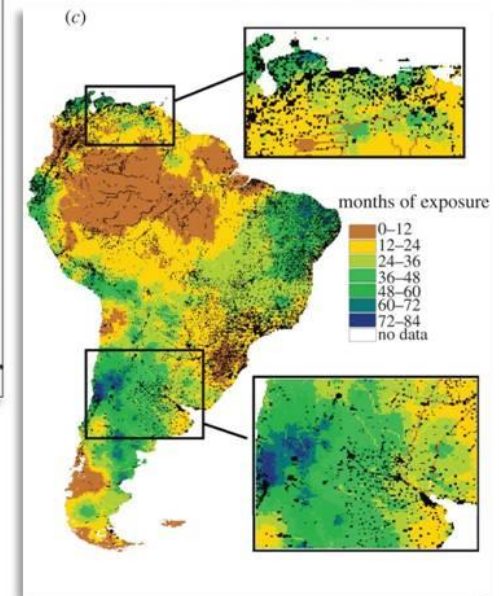 (c)
months of exposure
0–12
12–24
24–36
36–48
48–60
60–72
72–84
no data